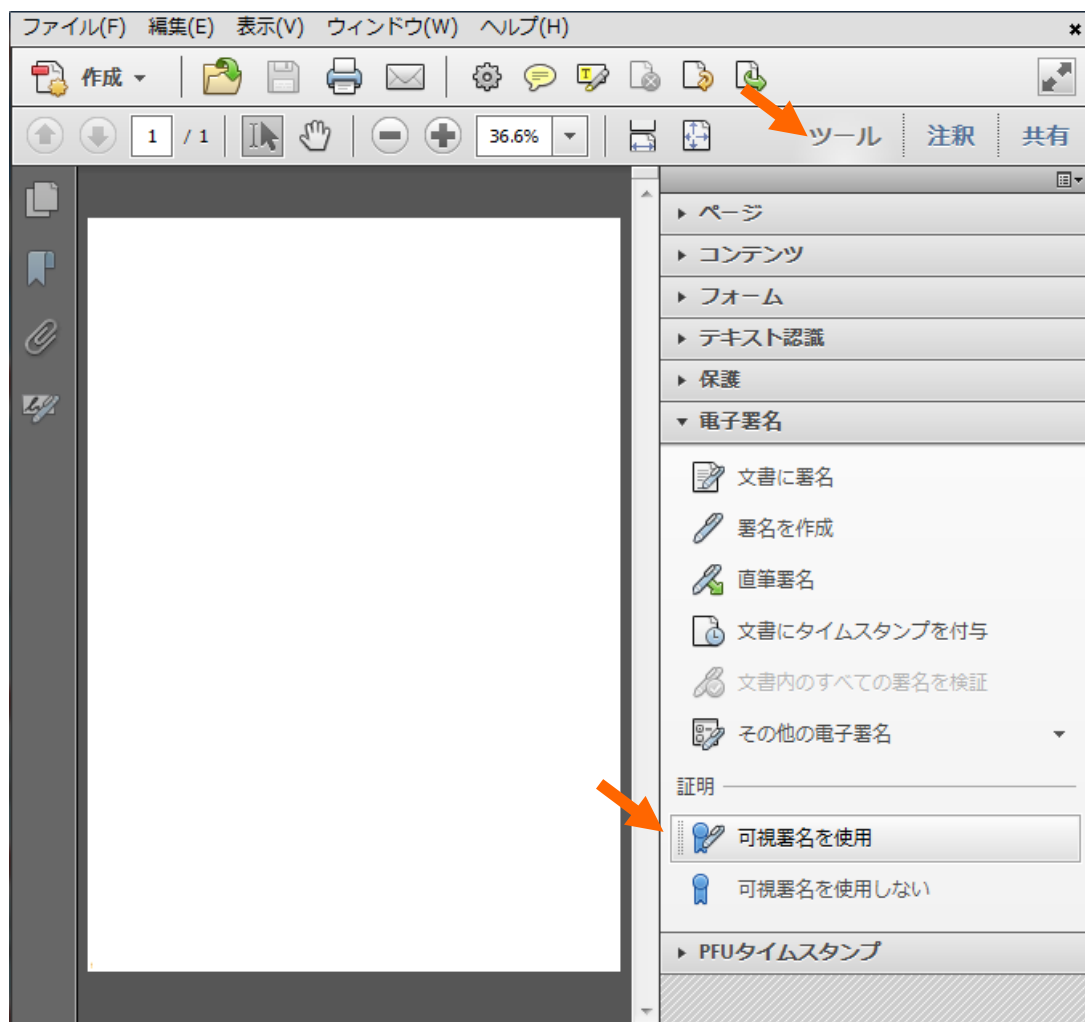 ファイル(F) 編集(E) 表示(V) ウィンドウ(W) ヘルプ(H)
作成
1 / 1 36.6% ツール 注釈 共有
ページ
コンテンツ
フォーム
テキスト認識
保護
電子署名
文書に署名
署名を作成
直筆署名
文書にタイムスタンプを付与
文書内のすべての署名を検証
その他の電子署名
証明
可視署名を使用
可視署名を使用しない
PFUタイムスタンプ